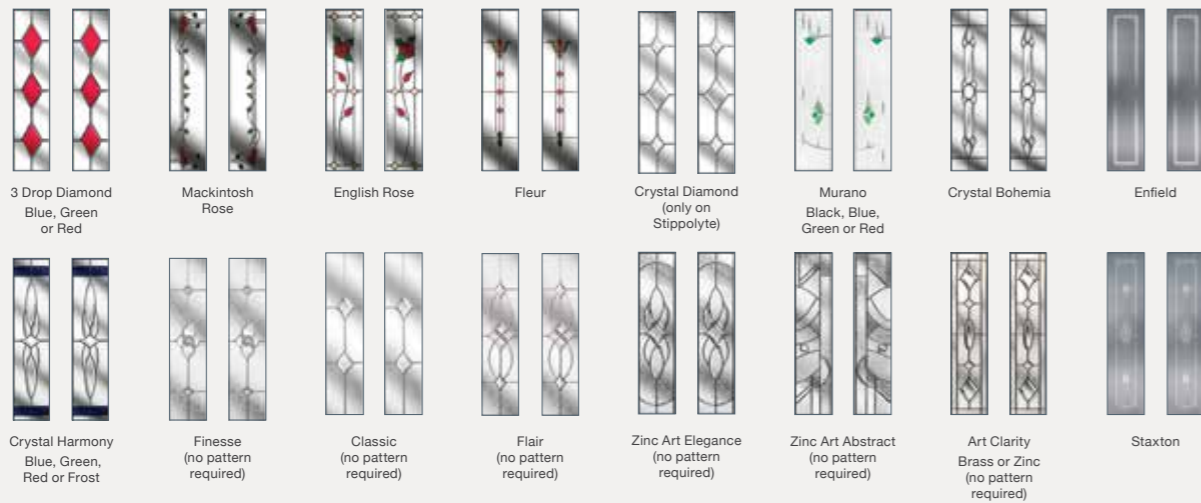 3 Drop Diamond
Blue, Green
or Red
Mackintosh
Rose
English Rose
Fleur
Crystal Diamond
(only on
Stippolyte)
Murano
Black, Blue,
Green or Red
Crystal Bohemia
Enfield
Crystal Harmony
Blue, Green,
Red or Frost
Finesse
(no pattern
required)
Classic
(no pattern
required)
Flair
(no pattern
required)
Zinc Art Elegance
(no pattern
required)
Zinc Art Abstract
(no pattern
required)
Art Clarity
Brass or Zinc
(no pattern
required)
Staxton